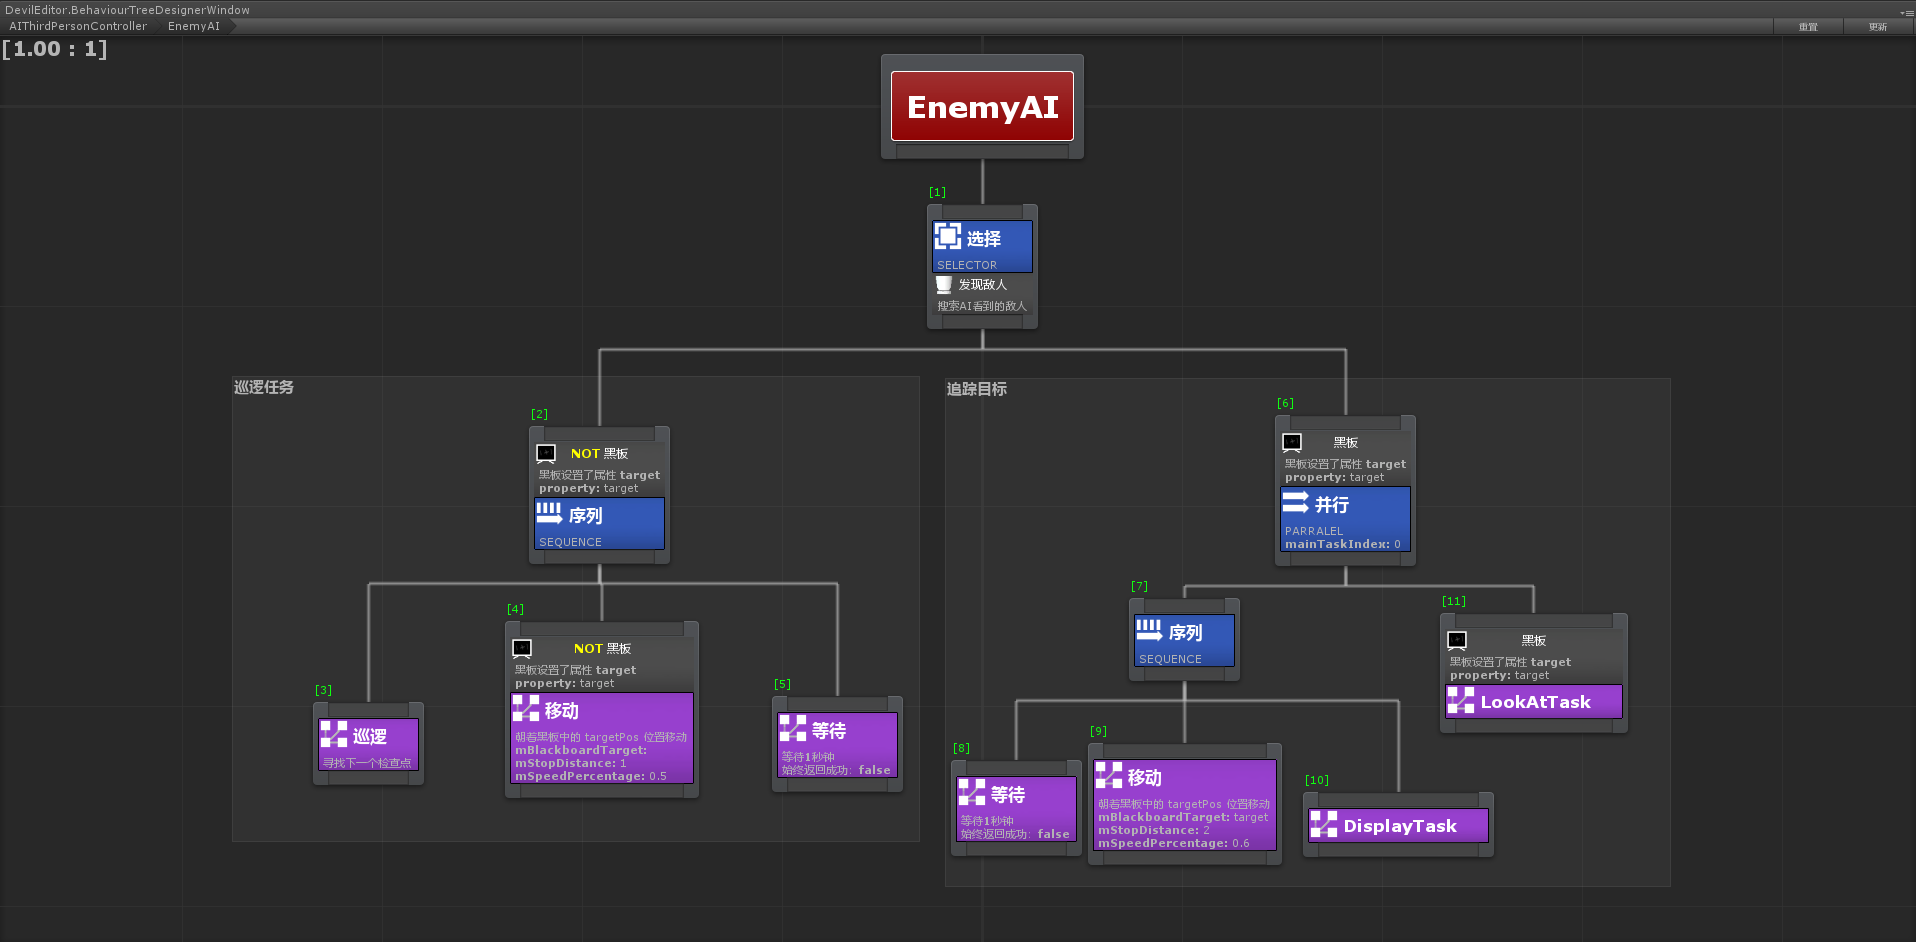 DevilEditor.BehaviourTreeDesignerWindow
AIThirdPersonController
EnemyAI
重置
更新
[1.00 : 1]
EnemyAI
[1]
选择
SELECTOR
发现敌人
搜索AI看到的敌人
巡逻任务
[2]
NOT 黑板
黑板设置了属性 target
property: target
序列
SEQUENCE
[3]
巡逻
寻找下一个检查点
[4]
NOT 黑板
黑板设置了属性 target
property: target
移动
朝着黑板中的 targetPos 位置移动
mBlackboardTarget:
mStopDistance: 1
mSpeedPercentage: 0.5
[5]
等待
等待1秒钟
始终返回成功: false
追踪目标
[6]
黑板
黑板设置了属性 target
property: target
并行
PARRALEL
mainTaskIndex: 0
[7]
序列
SEQUENCE
[8]
等待
等待1秒钟
始终返回成功: false
[9]
移动
朝着黑板中的 targetPos 位置移动
mBlackboardTarget: target
mStopDistance: 2
mSpeedPercentage: 0.6
[10]
DisplayTask
[11]
黑板
黑板设置了属性 target
property: target
LookAtTask